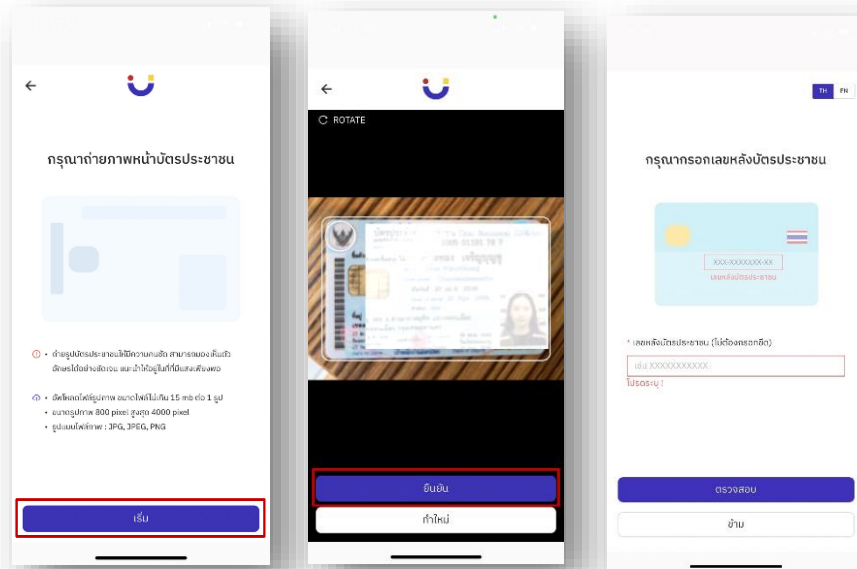 กรุณาถ่ายภาพหน้าบัตรประชาชน
• ถ่ายรูปบัตรประชาชนให้มีความคมชัด สามารถมองเห็นตัว
อักษรได้อย่างชัดเจน แนะนำให้อยู่ในที่ที่มีแสงเพียงพอ
• อัพโหลดไฟล์รูปภาพ ขนาดไฟล์ไม่เกิน 15 mb ต่อ 1 รูป
• ขนาดรูปภาพ 800 pixel สูงสุด 4000 pixel
• รูปแบบไฟล์ภาพ : JPG, JPEG, PNG
เริ่ม
ROTATE
ยืนยัน
ทำใหม่
TH EN
กรุณากรอกเลขหลังบัตรประชาชน
XXX-XXXXXXX-XX
เลขหลังบัตรประชาชน
* เลขหลังบัตรประชาชน (ไม่ต้องกรอกขีด)
เช่น XXXXXXXXXXXX
โปรดระบุ !
ตรวจสอบ
ข้าม